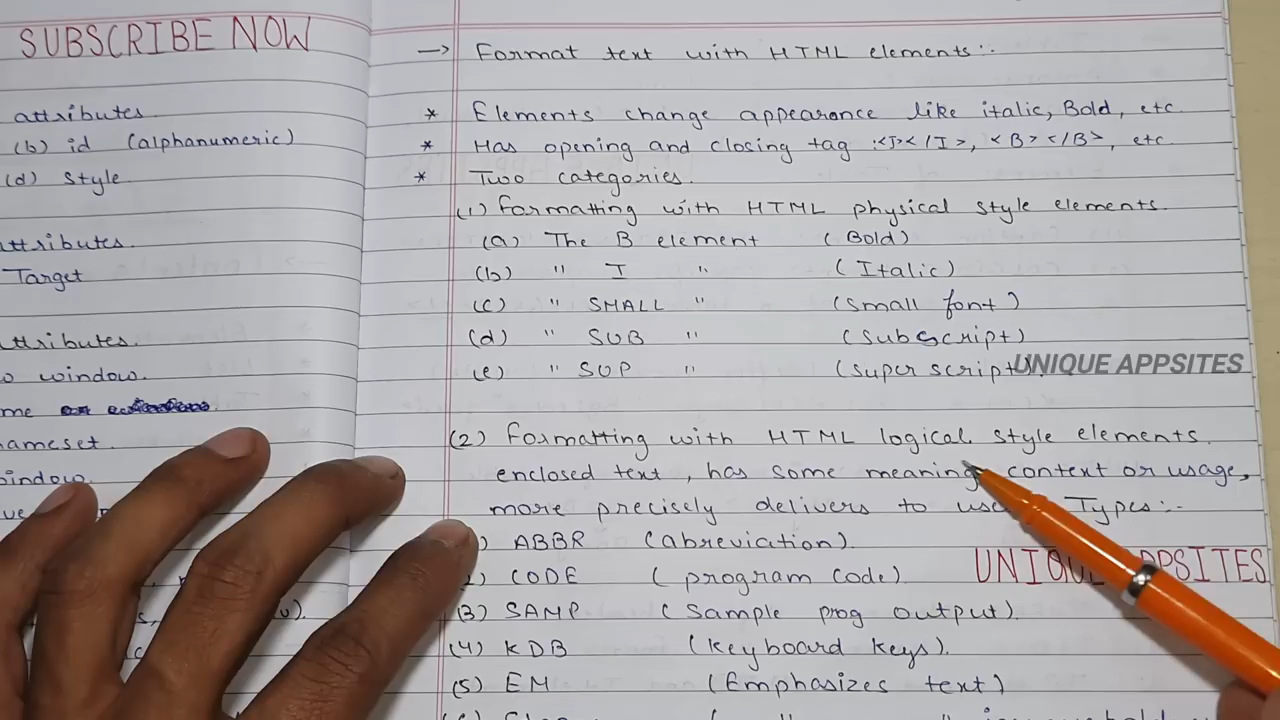 SUBSCRIBE NOW
attributes
(b) id (alphanumeric)
(d) Style
attributes.
Target
attributes.
window.
→ Format text with HTML elements:-
* Elements change appearance like italic, Bold, etc.
* Has opening and closing tag <I></I>, <B></B>, etc.
* Two categories.
(1) Formatting with HTML physical style elements.
(a) The B element (Bold)
(b) " I " (Italic)
(c) " SMALL " (Small font)
(d) " SUB " (Subscript)
(e) " SUP " (Super script)
UNIQUE APPSITES
(2) Formatting with HTML logical style elements.
enclosed text, has some meaning context or usage,
more precisely delivers to Types:-
ABBR (abreviation).
CODE (program code)
UNIQUE APPSITES
(3) SAMP (Sample prog output).
(4) KDB (keyboard keys).
(5) EM (Emphasizes text)